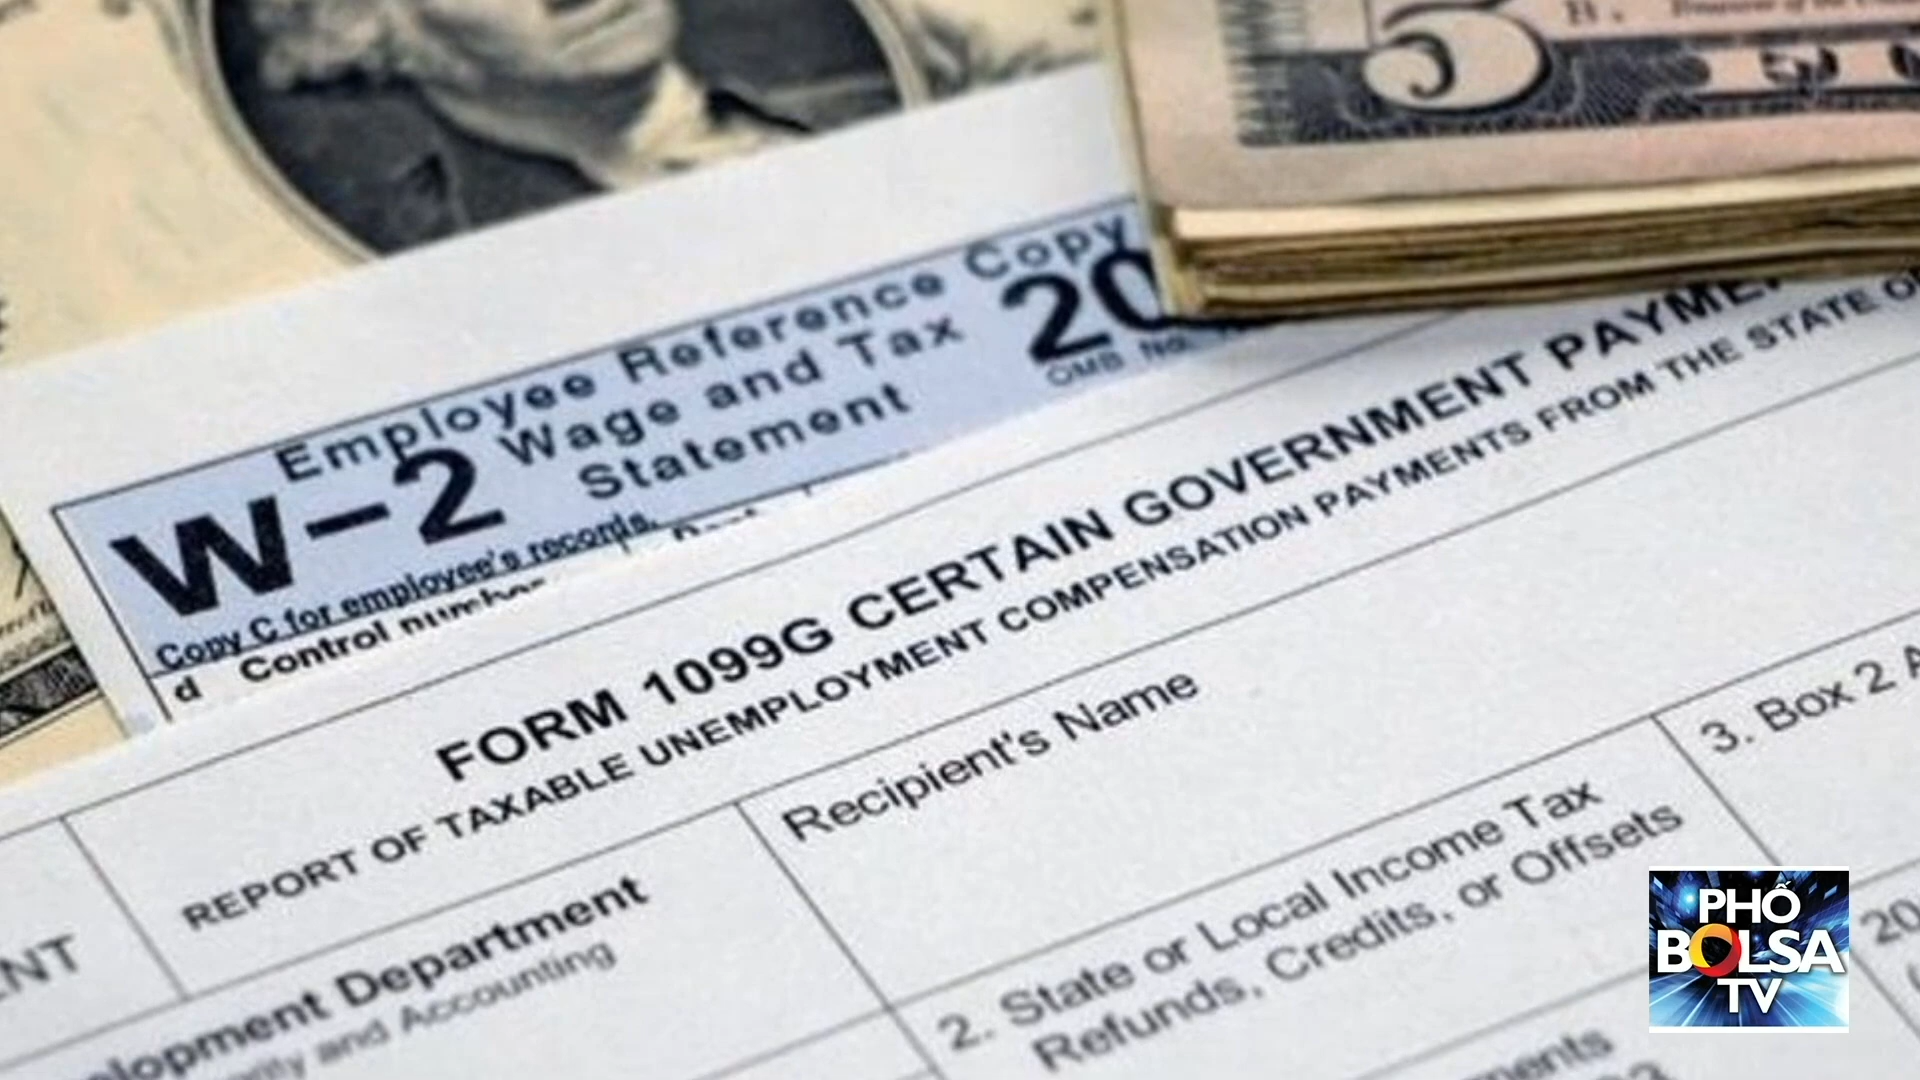 5
Employee Reference Copy
W-2 Wage and Tax
Statement
20
OMB No.
Copy C for employee's records.
d Control number
FORM 1099G CERTAIN GOVERNMENT
REPORT OF TAXABLE UNEMPLOYMENT COMPENSATION PAYMENTS FROM THE STATE
Recipient's Name
3. Box 2
Department
and Accounting
2. State or Local Income Tax
Refunds, Credits, or Offsets
20
PHỐ
BOLSA
TV